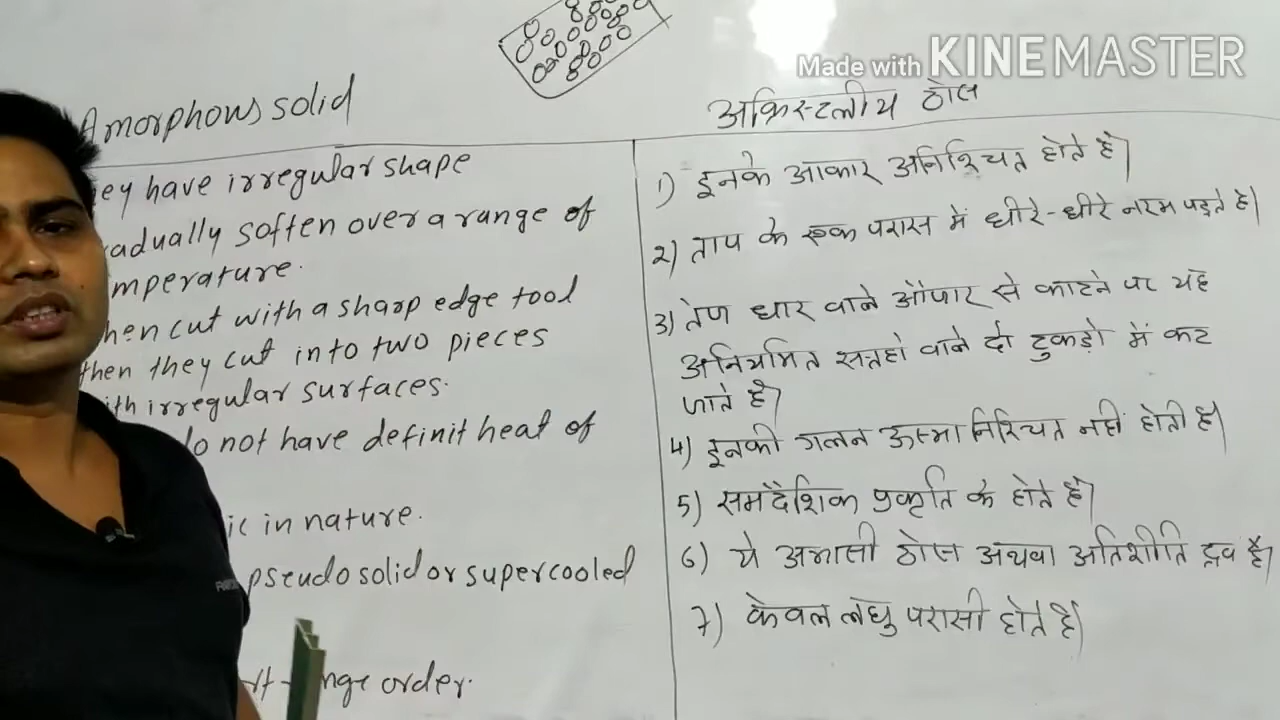 Made with KINEMASTER
Amorphous solid
ey have irregular shape
adually soften over a range of
mperature.
hen cut with a sharp edge tool
then they cut into two pieces
ith irregular surfaces.
do not have definit heat of
ic in nature.
pseudo solid or supercooled
nge order.
अक्रिस्टलीय ठोस
1) इनके आकार अनिश्चित होते है।
2) ताप के एक परास में धीरे-धीरे नरम पड़ते है।
3) तेज धार वाले औजार से काटने पर यह
अनियमित सतहो वाले दो टुकड़ो में कट
जाते है।
4) इनकी गलन ऊष्मा निश्चित नही होती है।
5) समदैशिक प्रकृति के होते है।
6) ये अभासी ठोस अथवा अतिशीति द्रव है।
7) केवल लघु परासी होते है।